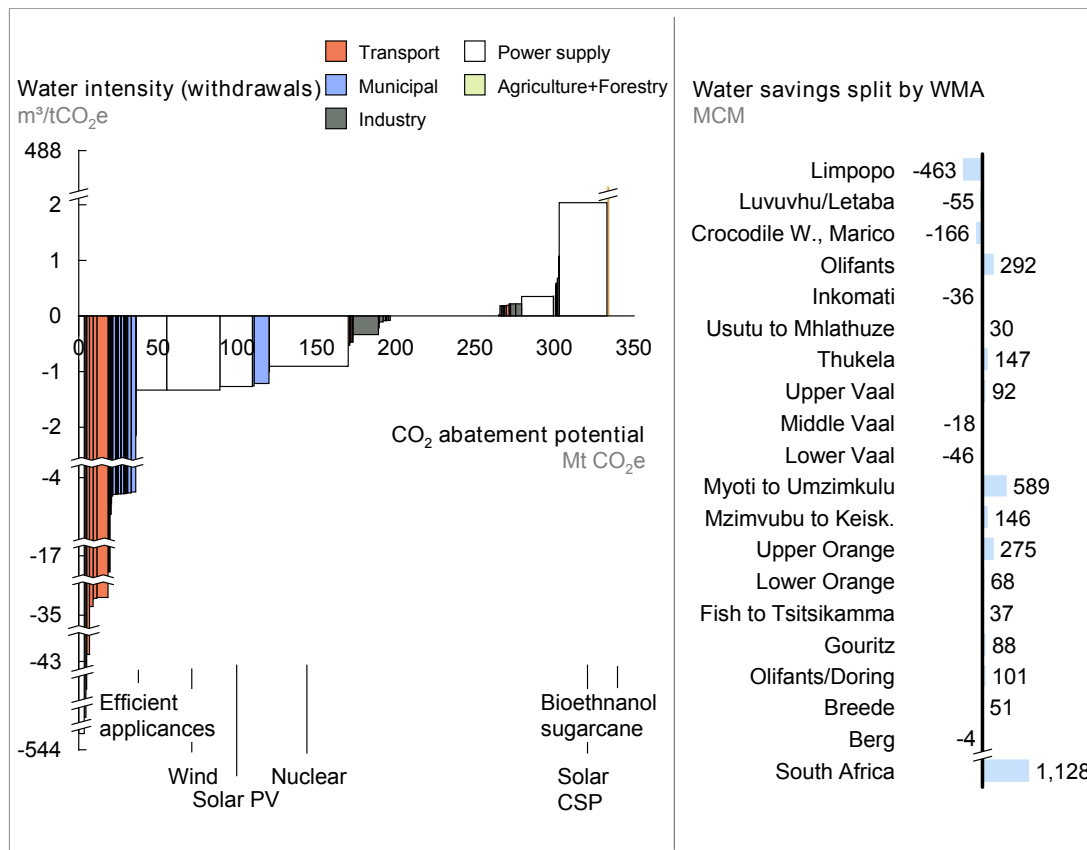 Transport
Power supply
Water intensity (withdrawals)
Municipal
Agriculture+Forestry
m³/tCO₂e
Industry
488
2
1
0
-1
-2
-4
-17
-35
-43
-544
0
50
100
150
200
250
300
350
CO₂ abatement potential
Mt CO₂e
Efficient
applicances
Wind
Solar PV
Nuclear
Bioethnanol
sugarcane
Solar
CSP
Water savings split by WMA
MCM
Limpopo -463
Luvuvhu/Letaba -55
Crocodile W., Marico -166
Olifants 292
Inkomati -36
Usutu to Mhlathuze 30
Thukela 147
Upper Vaal 92
Middle Vaal -18
Lower Vaal -46
Myoti to Umzimkulu 589
Mzimvubu to Keisk. 146
Upper Orange 275
Lower Orange 68
Fish to Tsitsikamma 37
Gouritz 88
Olifants/Doring 101
Breede 51
Berg -4
South Africa 1,128